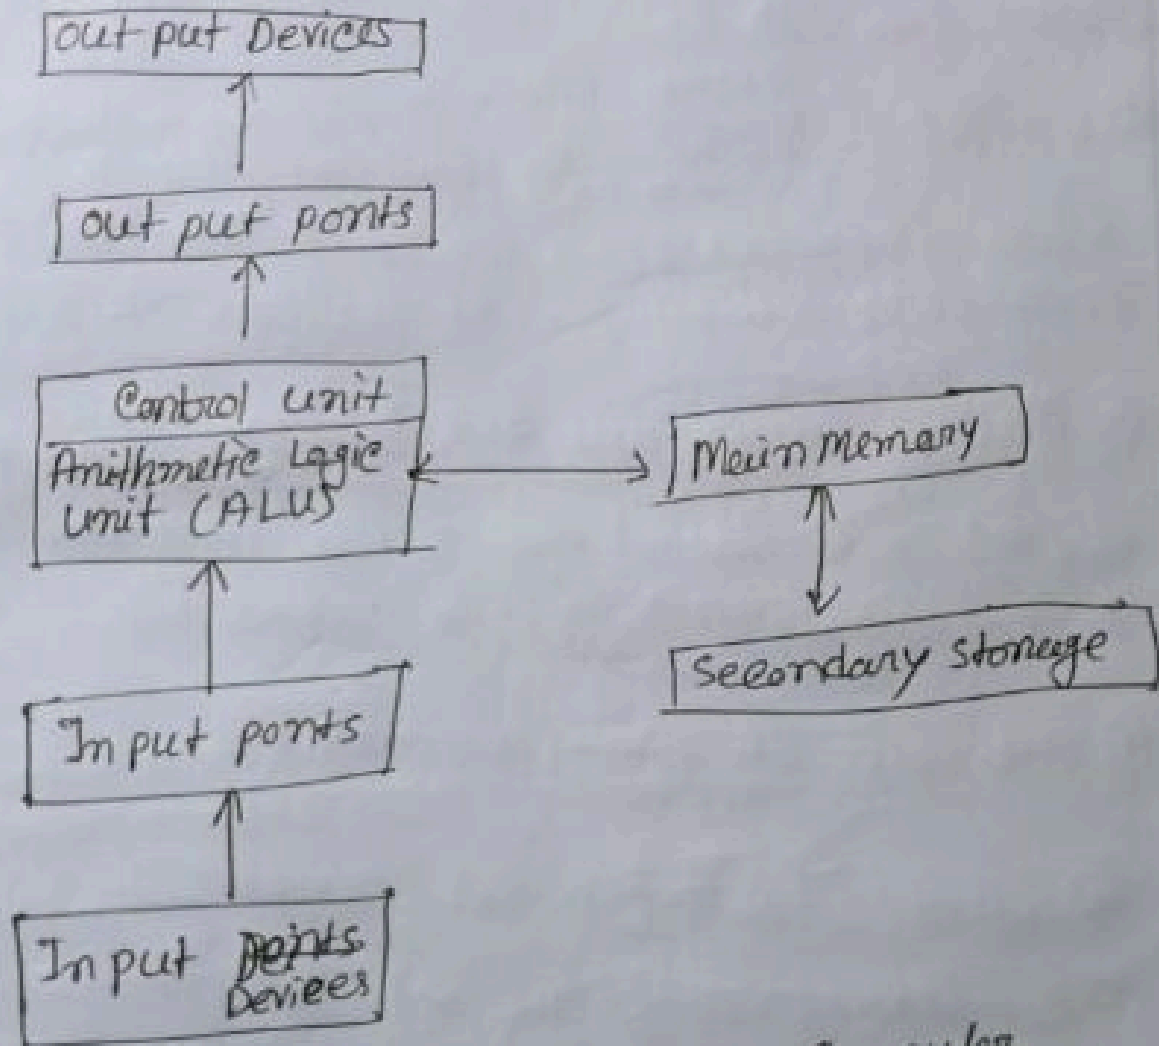 out put Devices
out put ports
Control unit
Arithmetic Logic
unit (ALU)
Main Memary
Secondary Storage
Input ports
Input
Devices